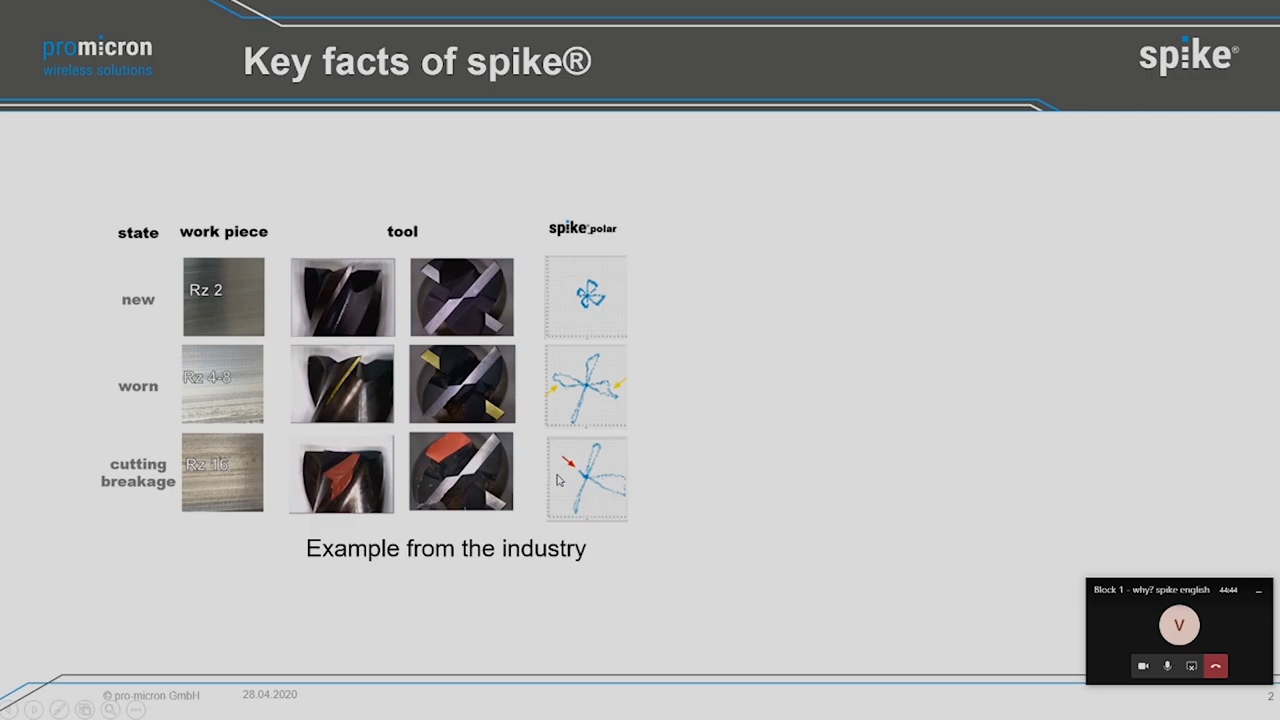 promicron
wireless solutions
Key facts of spike®
spike®
state
work piece
tool
spike® polar
new
Rz 2
worn
Rz 4-8
cutting
breakage
Rz 16
Example from the industry
Block 1 - why? spike english 44:44
V
© pro-micron GmbH
28.04.2020
2